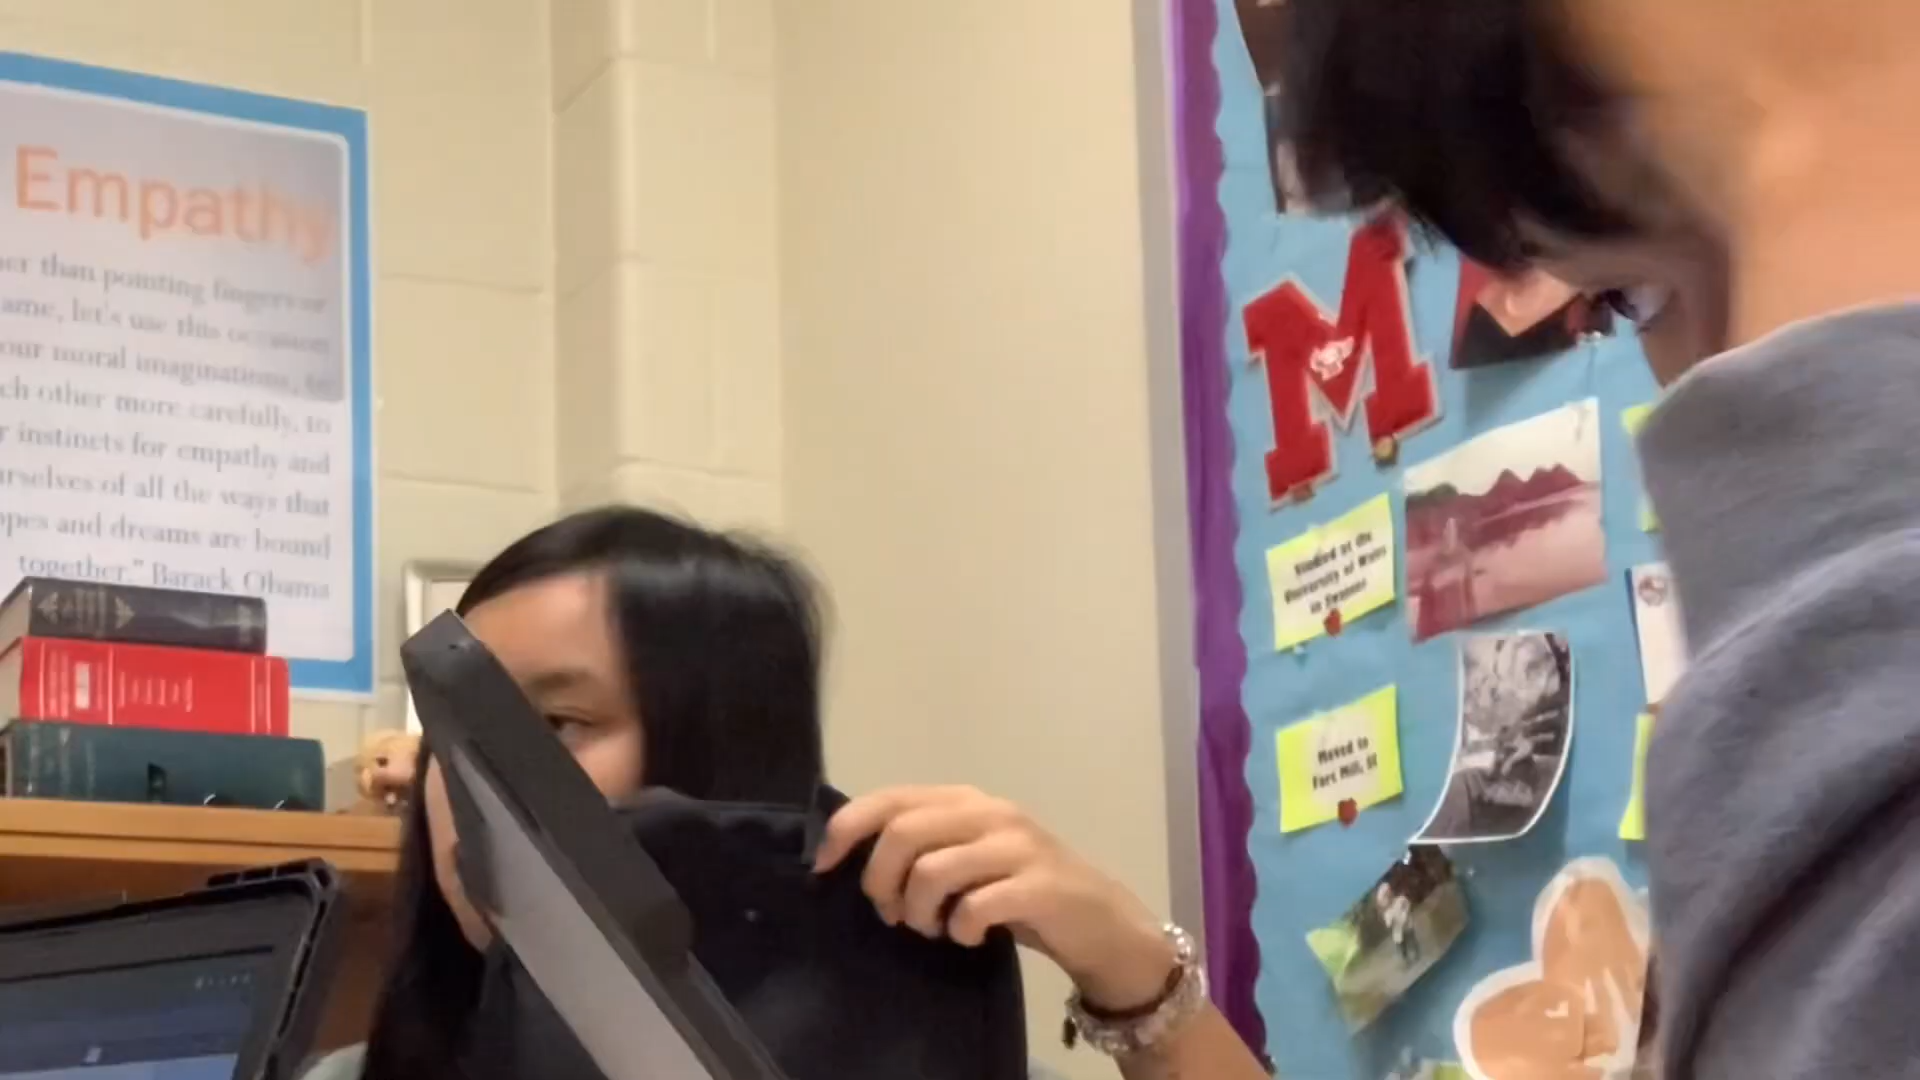 Empathy
than pointing fingers or
ame, let's use this occasion
our moral imaginations, to
ch other more carefully, to
instincts for empathy and
urselves of all the ways that
opes and dreams are bound
together." Barack Obama
M
Studied at the
University of Wales
in Swansea
Moved to
Fort Mill, SC